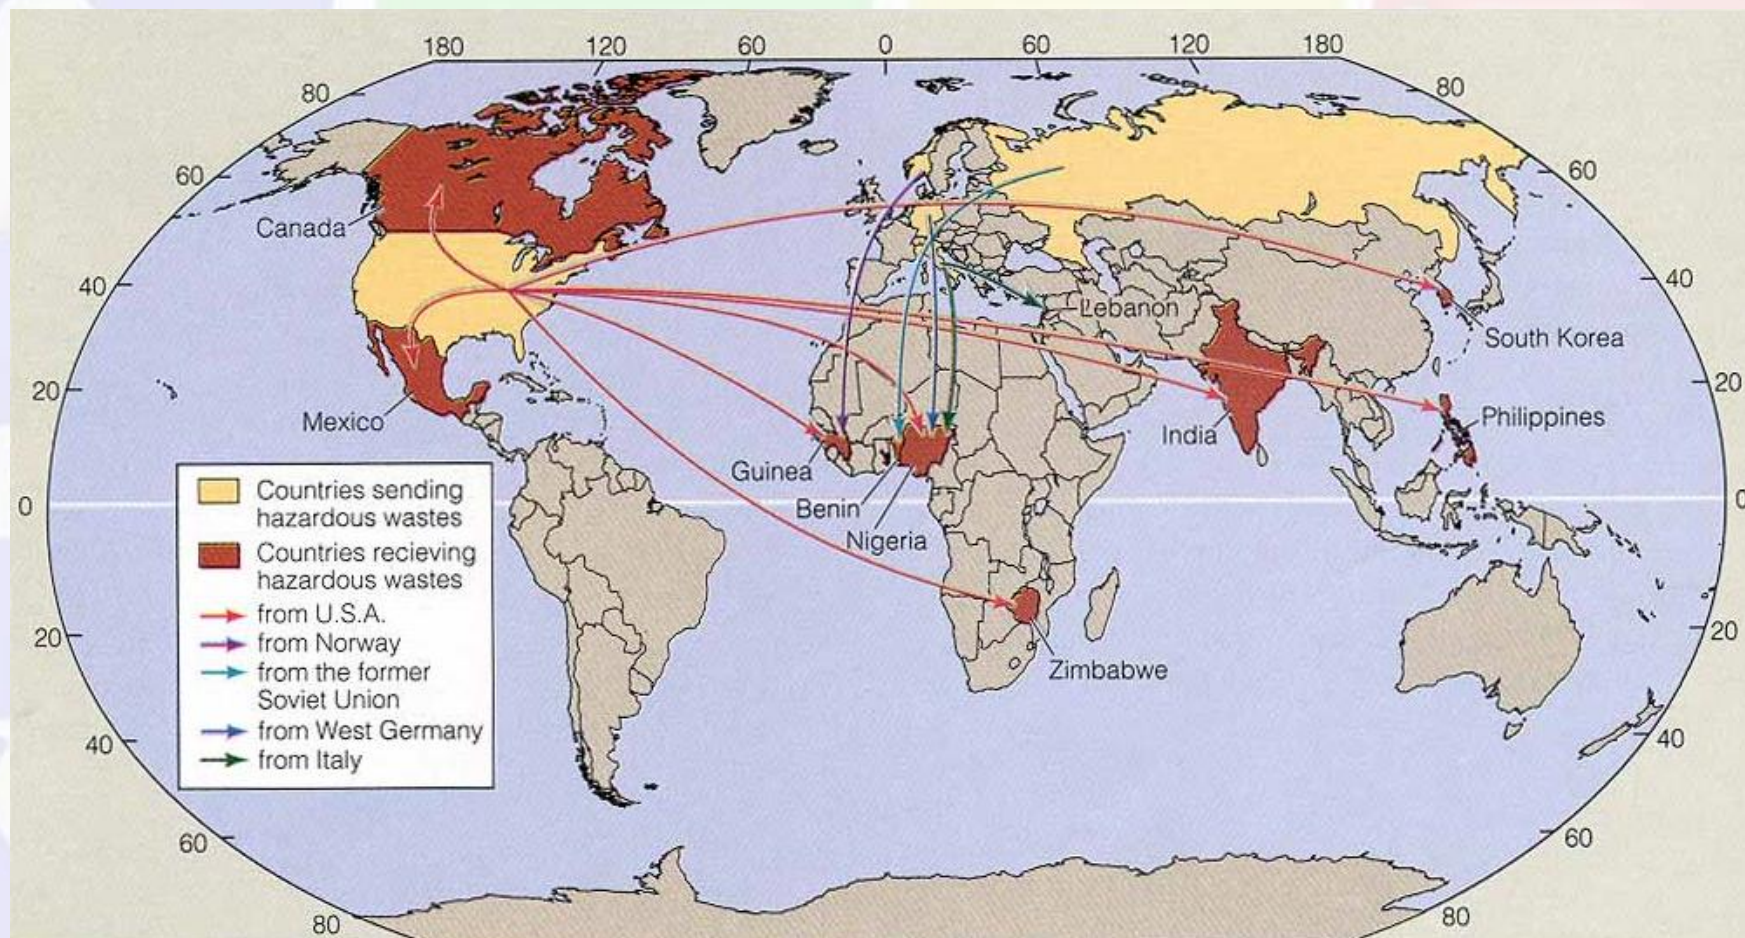 180
120
60
0
60
120
180
80
80
60
60
Canada
40
40
Lebanon
South Korea
20
20
Mexico
Philippines
India
Guinea
Benin
Nigeria
0
0
Countries sending
hazardous wastes
Countries recieving
hazardous wastes
from U.S.A.
from Norway
from the former
Soviet Union
from West Germany
from Italy
20
20
Zimbabwe
40
40
60
60
80
80